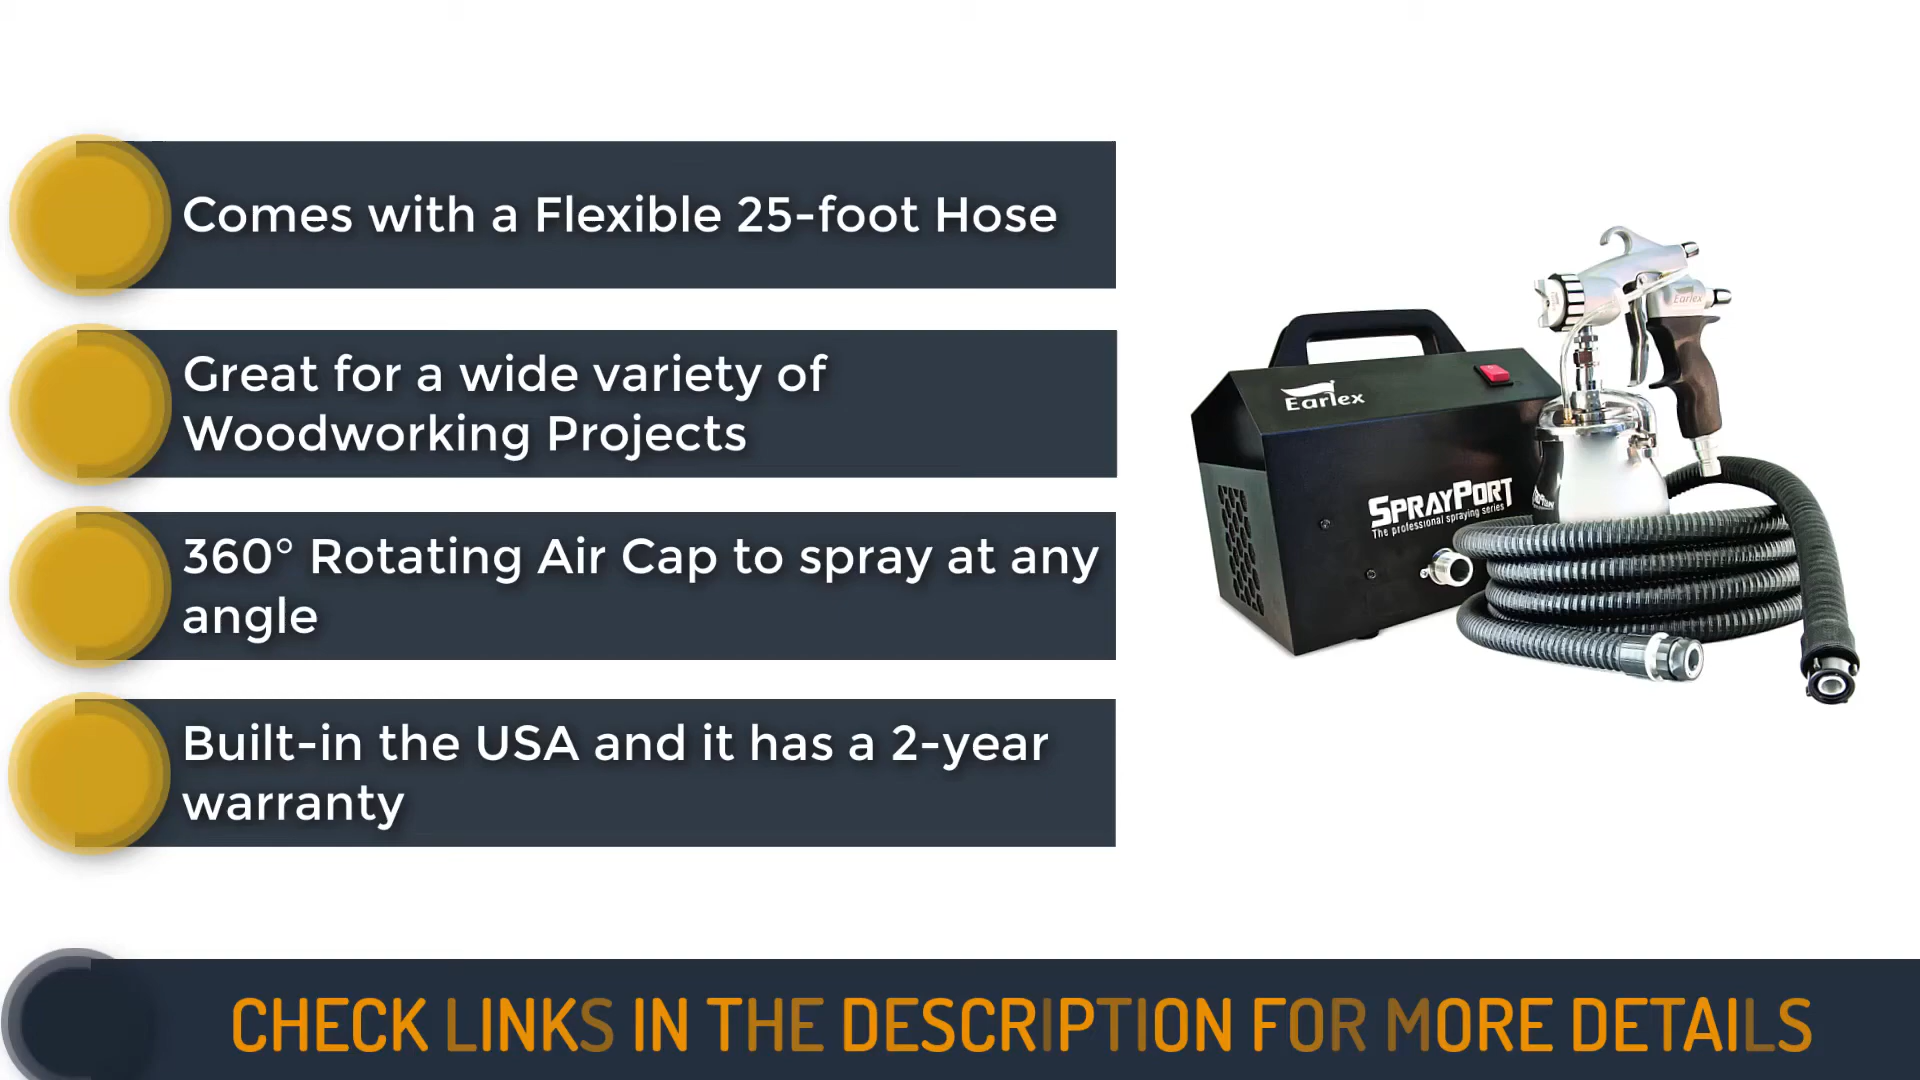 Comes with a Flexible 25-foot Hose
Great for a wide variety of
Woodworking Projects
360° Rotating Air Cap to spray at any
angle
Built-in the USA and it has a 2-year
warranty
Earlex
Earlex
SPRAYPORT
The professional spraying series
CHECK LINKS IN THE DESCRIPTION FOR MORE DETAILS